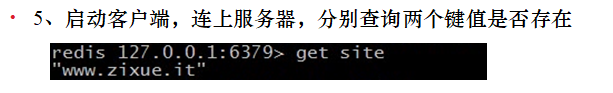 • 5、启动客户端，连上服务器，分别查询两个键值是否存在
redis 127.0.0.1:6379> get site
"www.zixue.it"